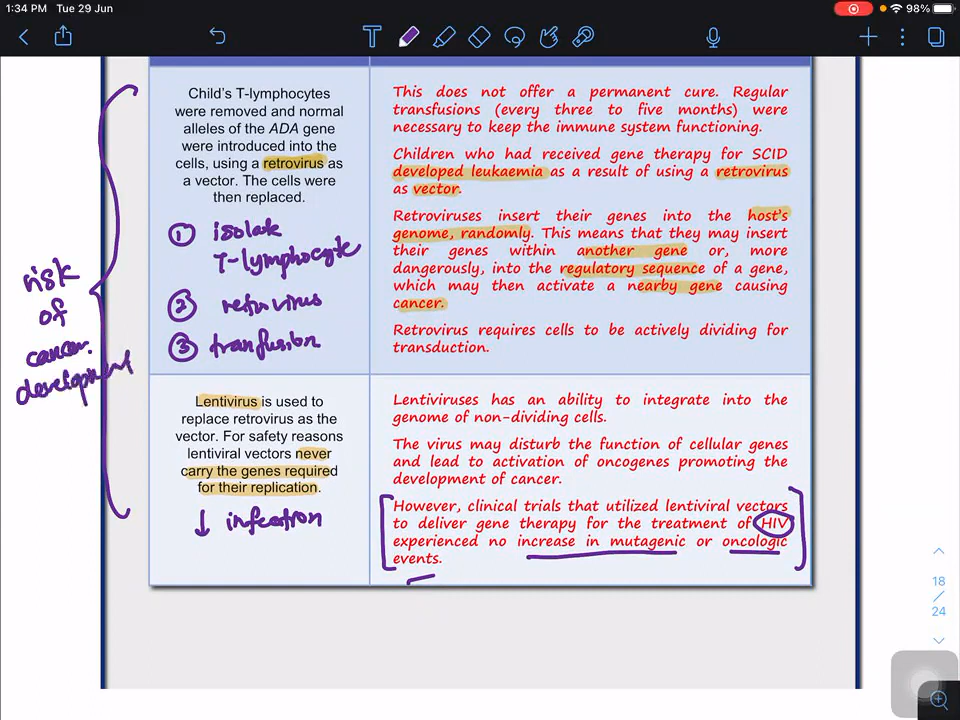 1:34 PM Tue 29 Jun
98%
Child's T-lymphocytes
were removed and normal
alleles of the ADA gene
were introduced into the
cells, using a retrovirus as
a vector. The cells were
then replaced.
① isolate
T-lymphocyte
② retrovirus
③ transfusion
This does not offer a permanent cure. Regular
transfusions (every three to five months) were
necessary to keep the immune system functioning.
Children who had received gene therapy for SCID
developed leukaemia as a result of using a retrovirus
as vector.
Retroviruses insert their genes into the host's
genome, randomly. This means that they may insert
their genes within another gene or, more
dangerously, into the regulatory sequence of a gene,
which may then activate a nearby gene causing
cancer.
Retrovirus requires cells to be actively dividing for
transduction.
risk
of
cancer
development
Lentivirus is used to
replace retrovirus as the
vector. For safety reasons
lentiviral vectors never
carry the genes required
for their replication.
↓ infection
Lentiviruses has an ability to integrate into the
genome of non-dividing cells.
The virus may disturb the function of cellular genes
and lead to activation of oncogenes promoting the
development of cancer.
However, clinical trials that utilized lentiviral vectors
to deliver gene therapy for the treatment of HIV
experienced no increase in mutagenic or oncologic
events.
18
/
24